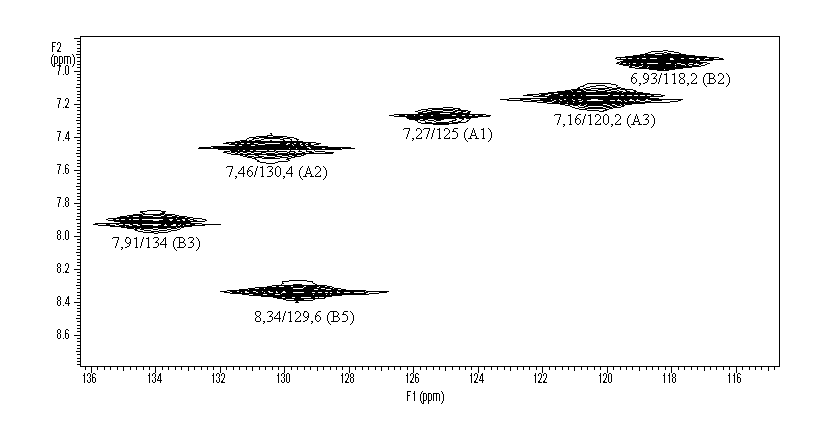 F2
(ppm)
7.0
7.2
7.4
7.6
7.8
8.0
8.2
8.4
8.6
6,93/118,2 (B2)
7,16/120,2 (A3)
7,27/125 (A1)
7,46/130,4 (A2)
7,91/134 (B3)
8,34/129,6 (B5)
136 134 132 130 128 126 124 122 120 118 116
F1 (ppm)